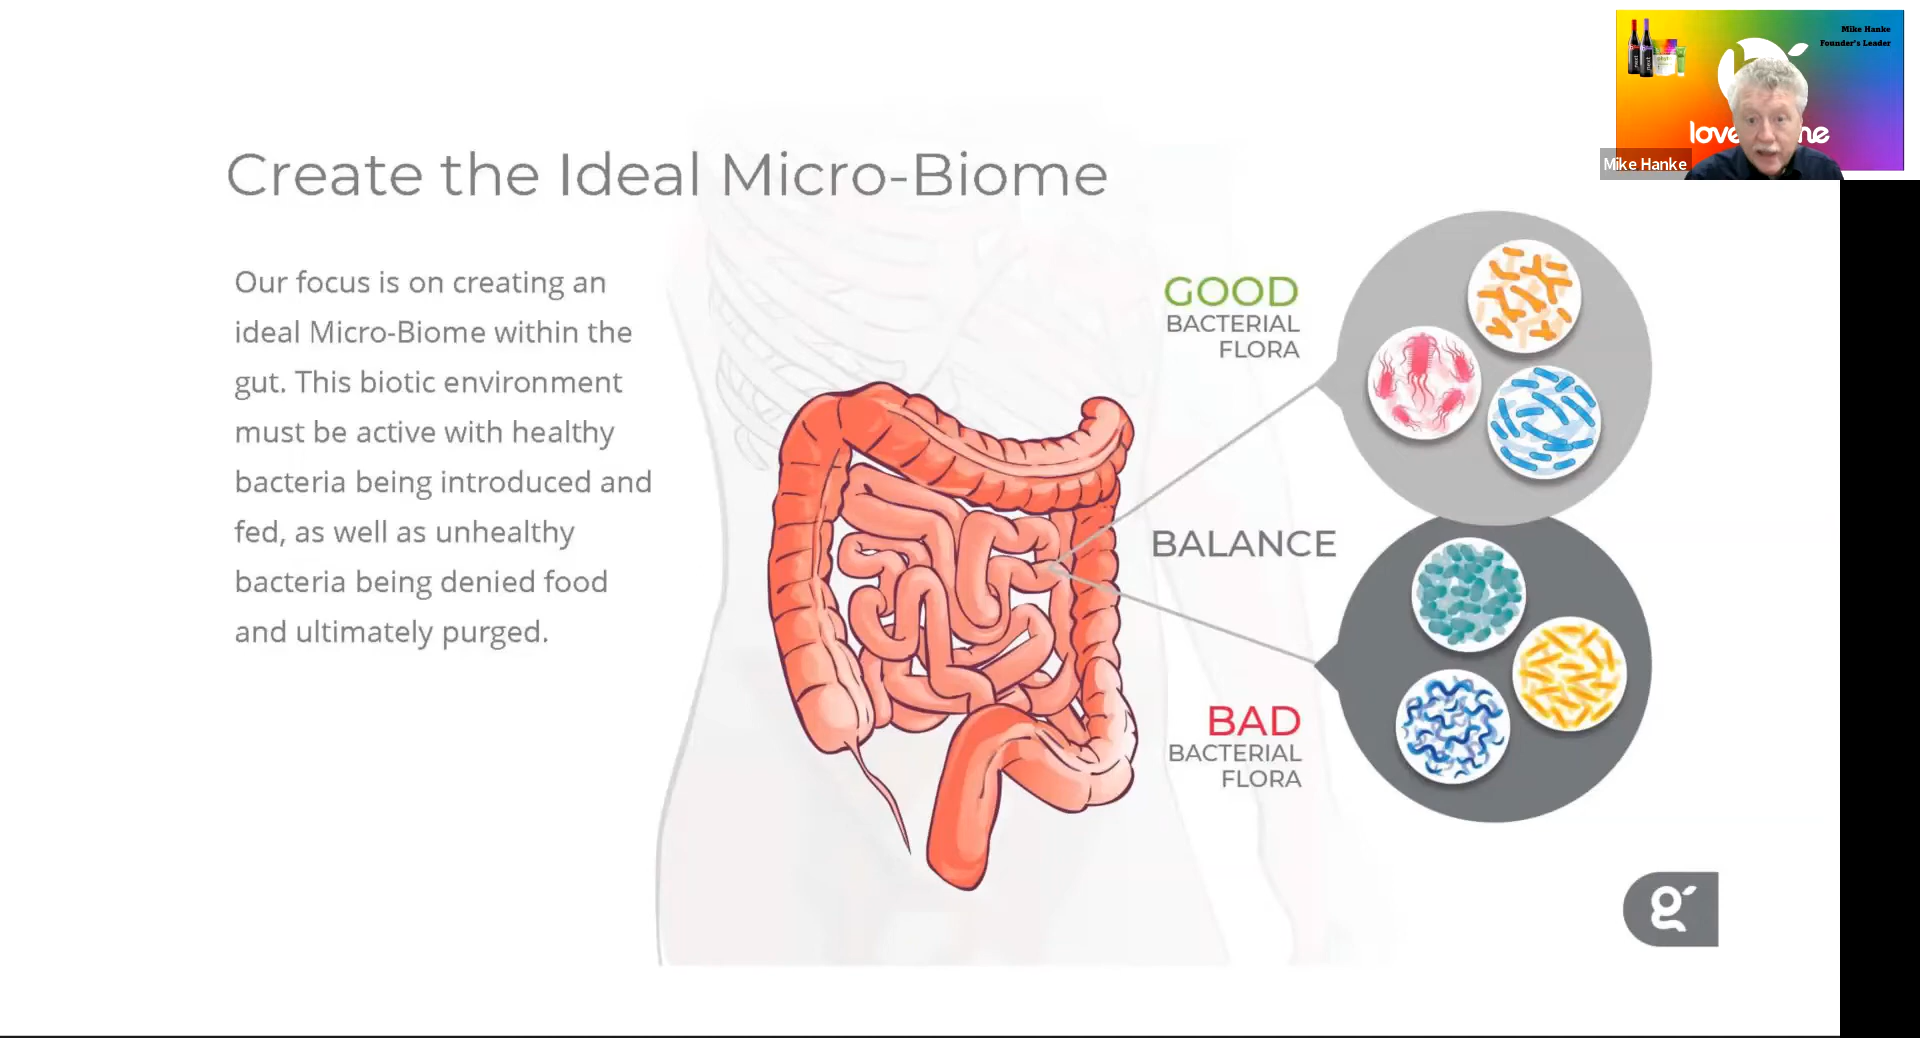 Mike Hanke
Founder's Leader
Mike Hanke
Create the Ideal Micro-Biome
Our focus is on creating an
ideal Micro-Biome within the
gut. This biotic environment
must be active with healthy
bacteria being introduced and
fed, as well as unhealthy
bacteria being denied food
and ultimately purged.
GOOD
BACTERIAL
FLORA
BALANCE
BAD
BACTERIAL
FLORA
g